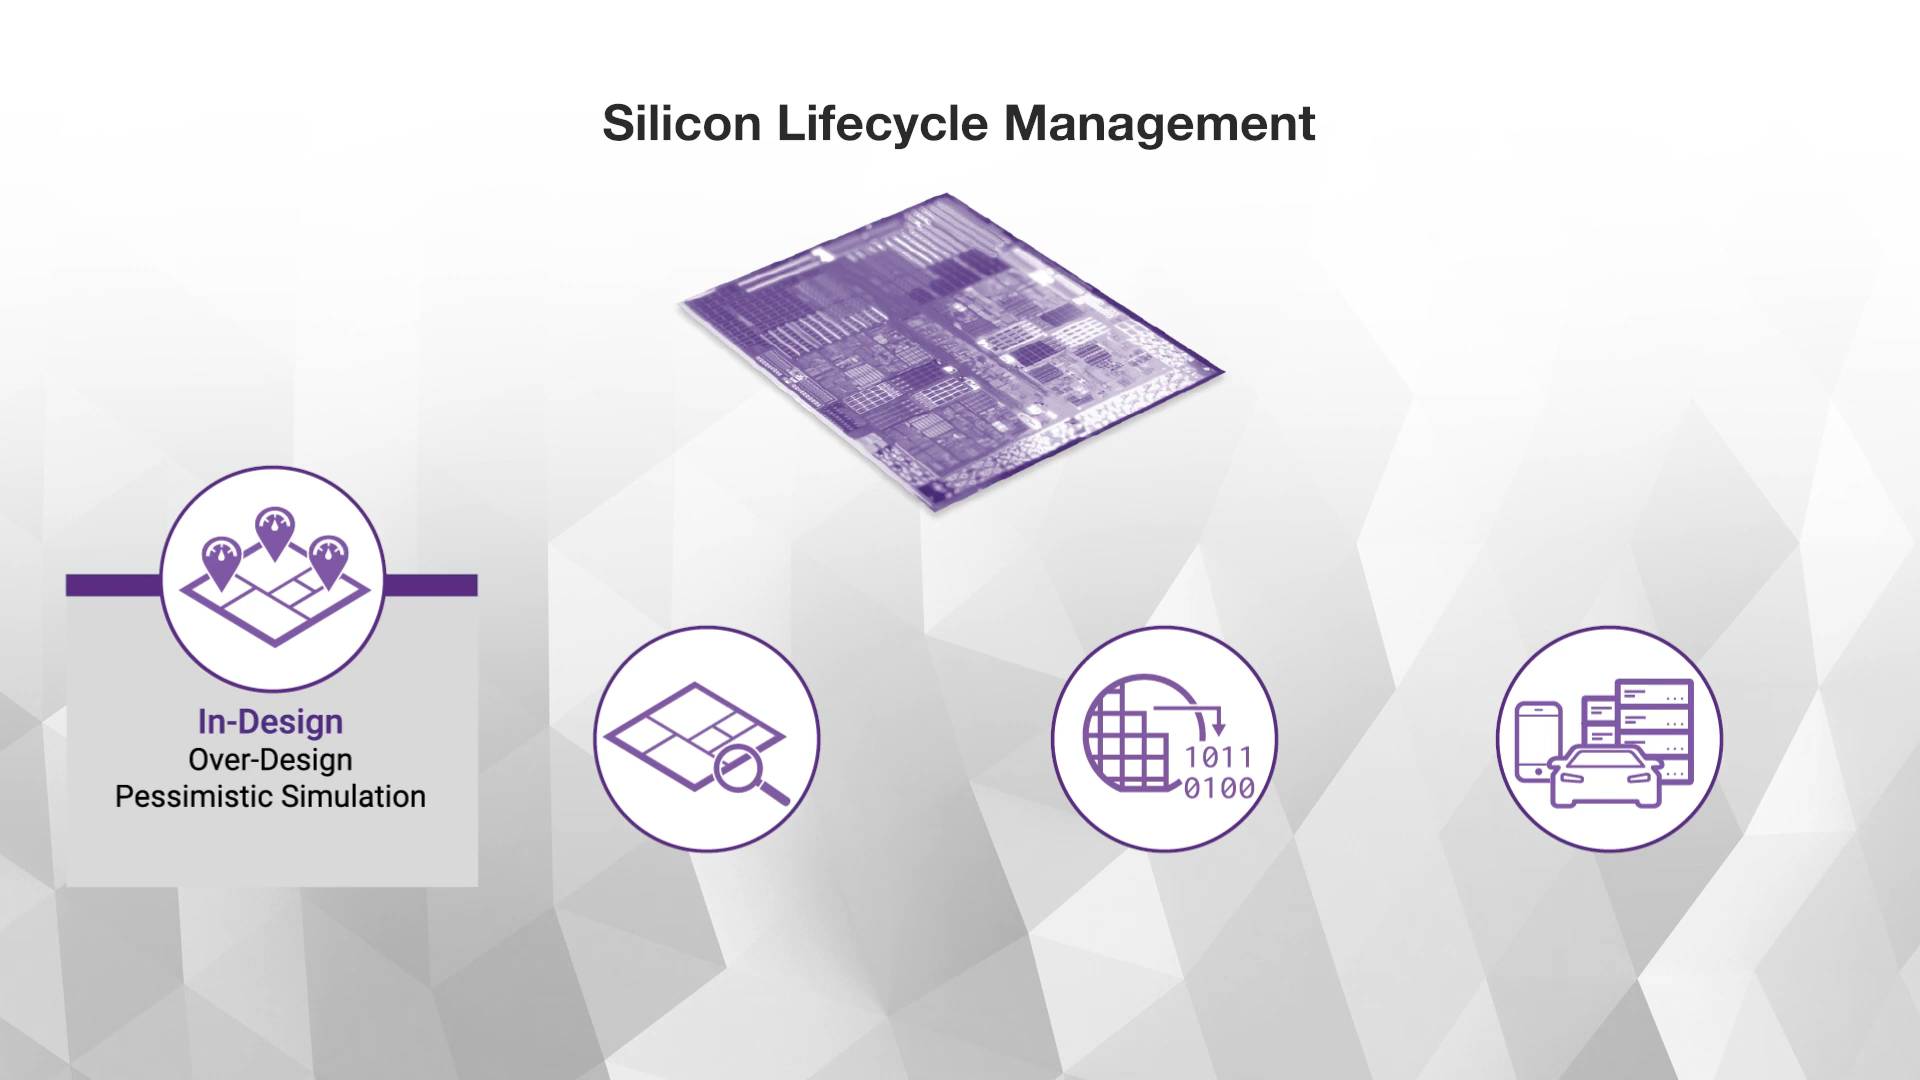 Silicon Lifecycle Management
In-Design
Over-Design
Pessimistic Simulation
1011
0100